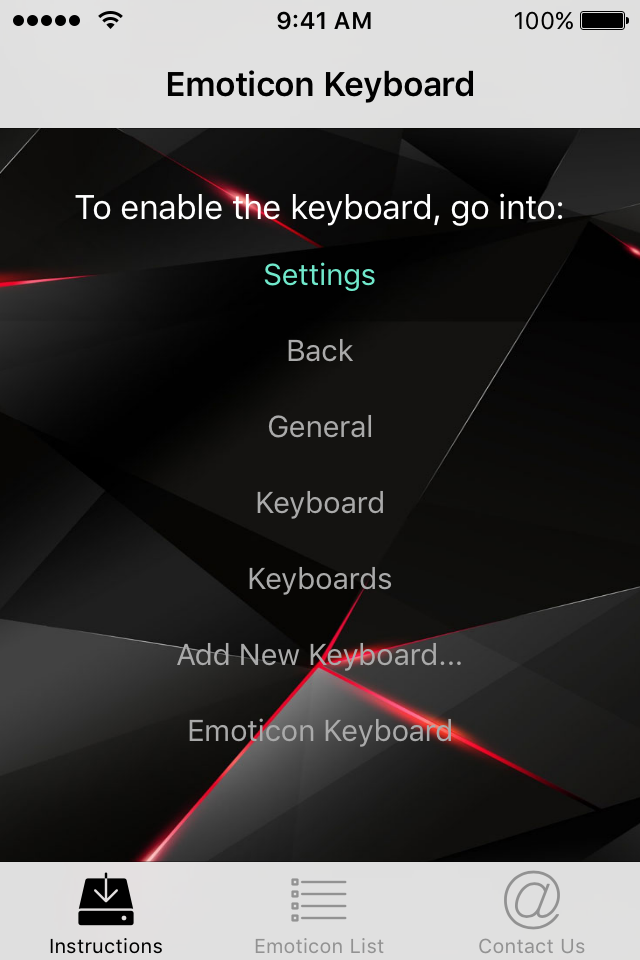 9:41 AM 100%
Emoticon Keyboard
To enable the keyboard, go into:
Settings
Back
General
Keyboard
Keyboards
Add New Keyboard...
Emoticon Keyboard
Instructions Emoticon List Contact Us